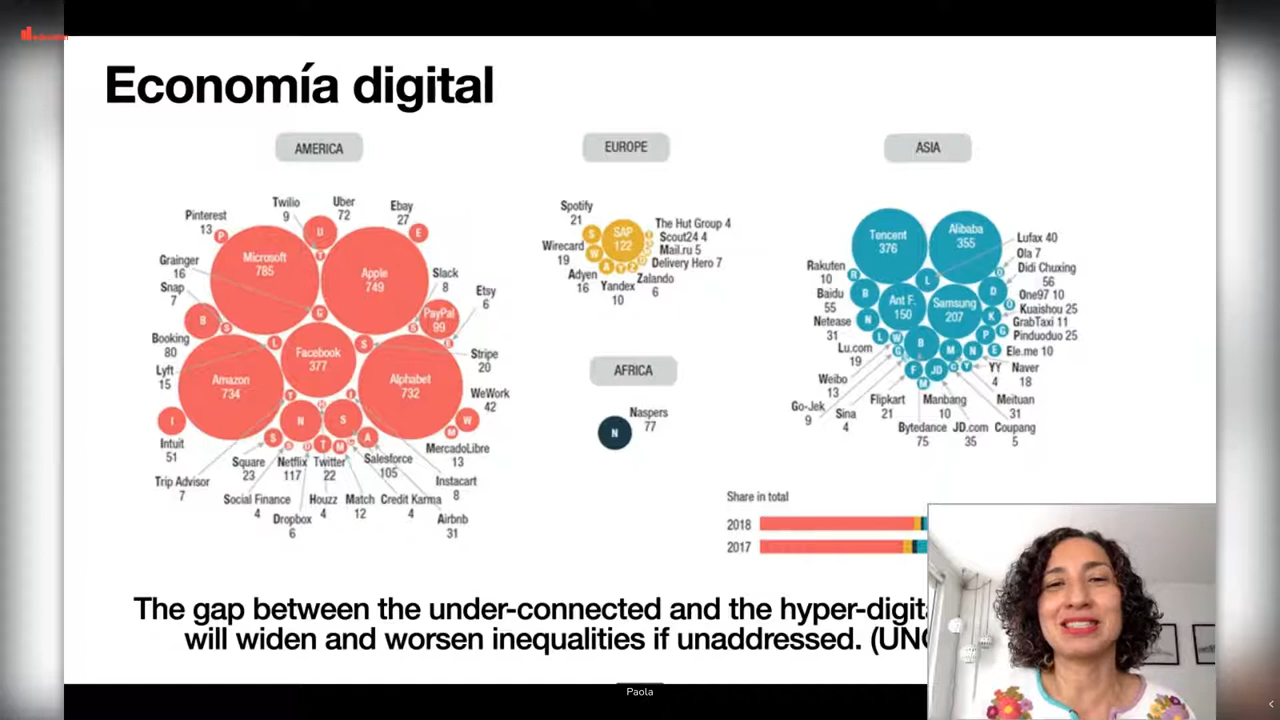 Economía digital
AMERICA
EUROPE
ASIA
Twilio
9
Uber
72
Ebay
27
Pinterest
13
P
U
T
E
Microsoft
785
Apple
749
Grainger
16
Snap
7
Slack
8
Etsy
6
PayPal
99
G
B
S
S
E
Booking
80
Facebook
377
L
S
Stripe
20
Lyft
15
Amazon
734
Alphabet
732
WeWork
42
I
N
S
W
M
Intuit
51
S
T
M
A
MercadoLibre
13
Square
23
Netflix
117
Twitter
22
Salesforce
105
Trip Advisor
7
Instacart
8
Social Finance
4
Houzz
4
Match
12
Credit Karma
4
Dropbox
6
Airbnb
31
Spotify
21
SAP
122
S
The Hut Group 4
Scout24 4
Mail.ru 5
Delivery Hero 7
Wirecard
19
W
A
Y
Z
Adyen
16
Yandex
10
Zalando
6
AFRICA
Naspers
77
N
Tencent
376
Alibaba
355
Lufax 40
Ola 7
Didi Chuxing
56
Rakuten
10
R
L
O
D
Baidu
55
B
Ant F.
150
Samsung
207
One97 10
Kuaishou 25
GrabTaxi 11
Pinduoduo 25
Netease
31
N
K
G
P
E
Ele.me 10
Lu.com
19
L
W
B
M
N
YY
4
Naver
18
Weibo
13
G
F
JD
M
Go-Jek
9
Sina
4
Flipkart
21
Manbang
10
Meituan
31
Bytedance
75
JD.com
35
Coupang
5
Share in total
2018
2017
The gap between the under-connected and the hyper-digita
will widen and worsen inequalities if unaddressed. (UNC
Paola